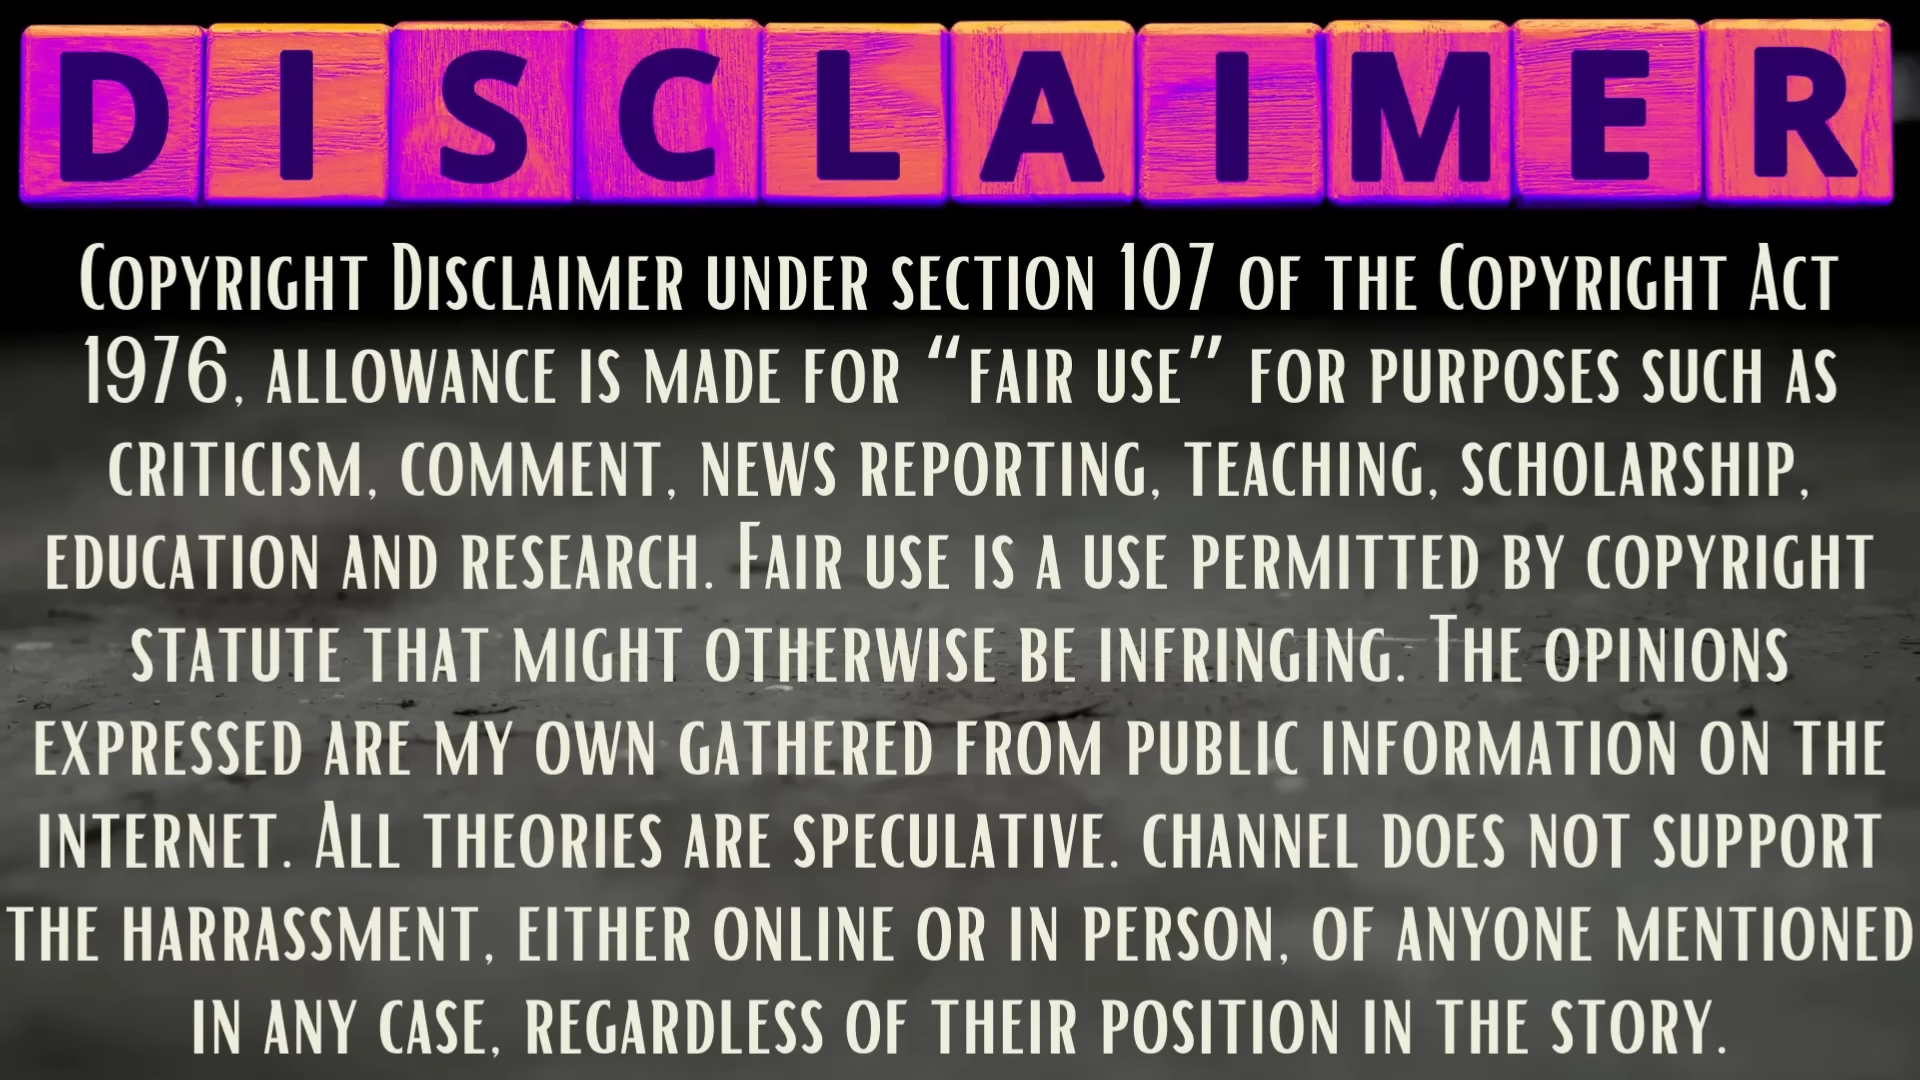 DISCLAIMER
Copyright Disclaimer under section 107 of the Copyright Act
1976, allowance is made for “fair use” for purposes such as
criticism, comment, news reporting, teaching, scholarship,
education and research. Fair use is a use permitted by copyright
statute that might otherwise be infringing. The opinions
expressed are my own gathered from public information on the
internet. All theories are speculative. channel does not support
the harrassment, either online or in person, of anyone mentioned
in any case, regardless of their position in the story.